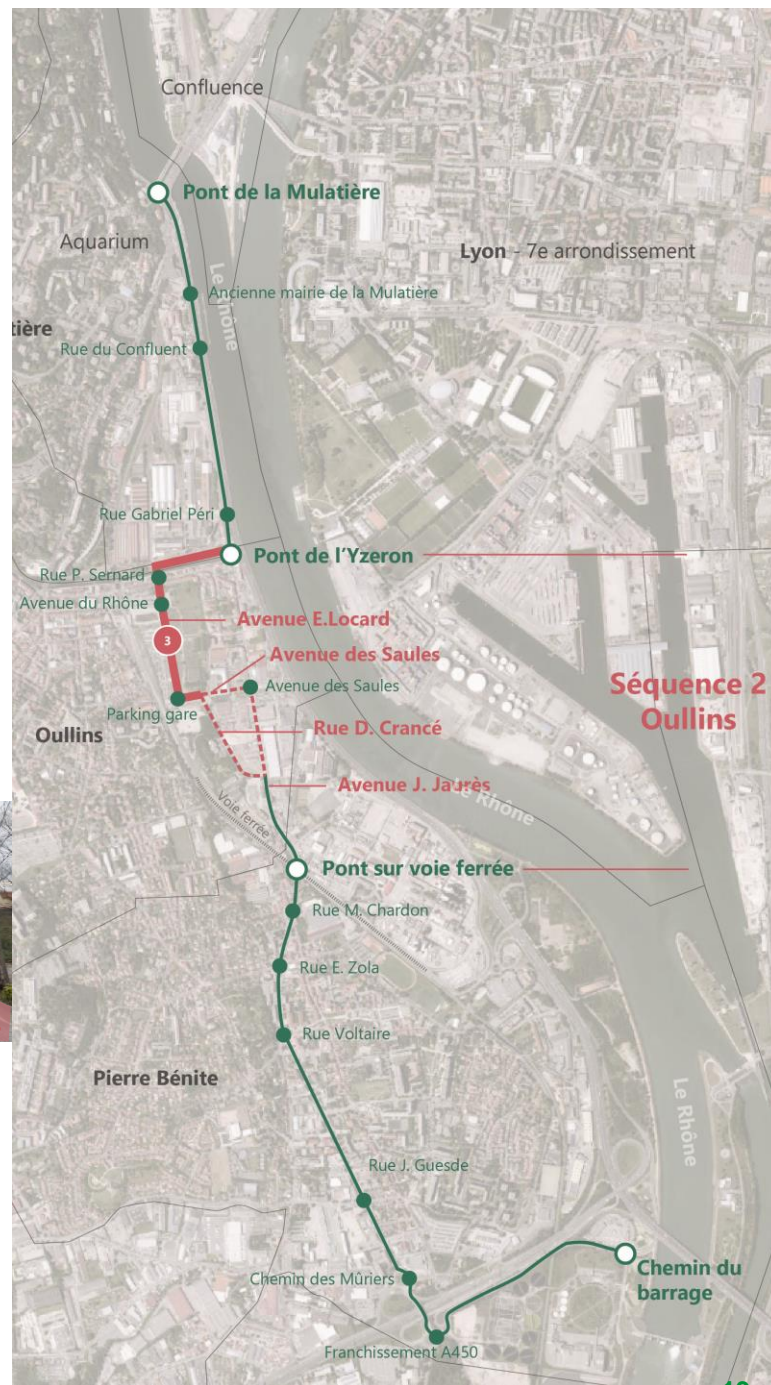 Confluence
Pont de la Mulatière
Aquarium
Lyon - 7e arrondissement
Le Rhône
Ancienne mairie de la Mulatière
tière
Rue du Confluent
Rue Gabriel Péri
Pont de l'Yzeron
Rue P. Sernard
Avenue du Rhône
Avenue E.Locard
3
Avenue des Saules
Avenue des Saules
Séquence 2
Oullins
Parking gare
Oullins
Rue D. Crancé
Avenue J. Jaurès
Le Rhône
Voie ferrée
Pont sur voie ferrée
Rue M. Chardon
Rue E. Zola
Rue Voltaire
Pierre Bénite
Le Rhône
Rue J. Guesde
Chemin des Mûriers
Chemin du
barrage
Franchissement A450